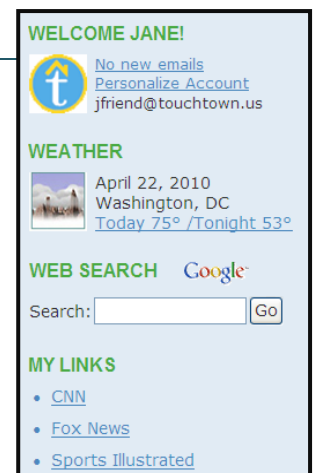 WELCOME JANE!
No new emails
Personalize Account
jfriend@touchtown.us
t
WEATHER
April 22, 2010
Washington, DC
Today 75° /Tonight 53°
WEB SEARCH Google™
Search: Go
MY LINKS
• CNN
• Fox News
• Sports Illustrated